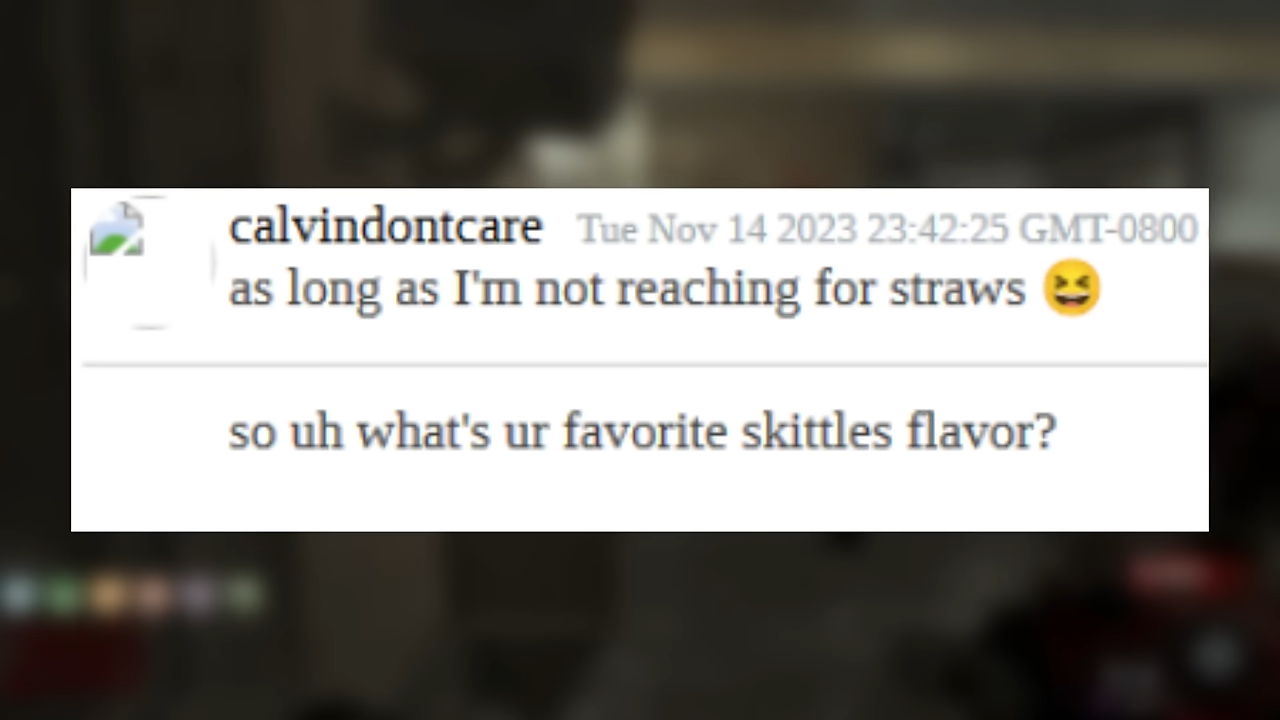 calvindontcare Tue Nov 14 2023 23:42:25 GMT-0800
as long as I'm not reaching for straws 😆
so uh what's ur favorite skittles flavor?